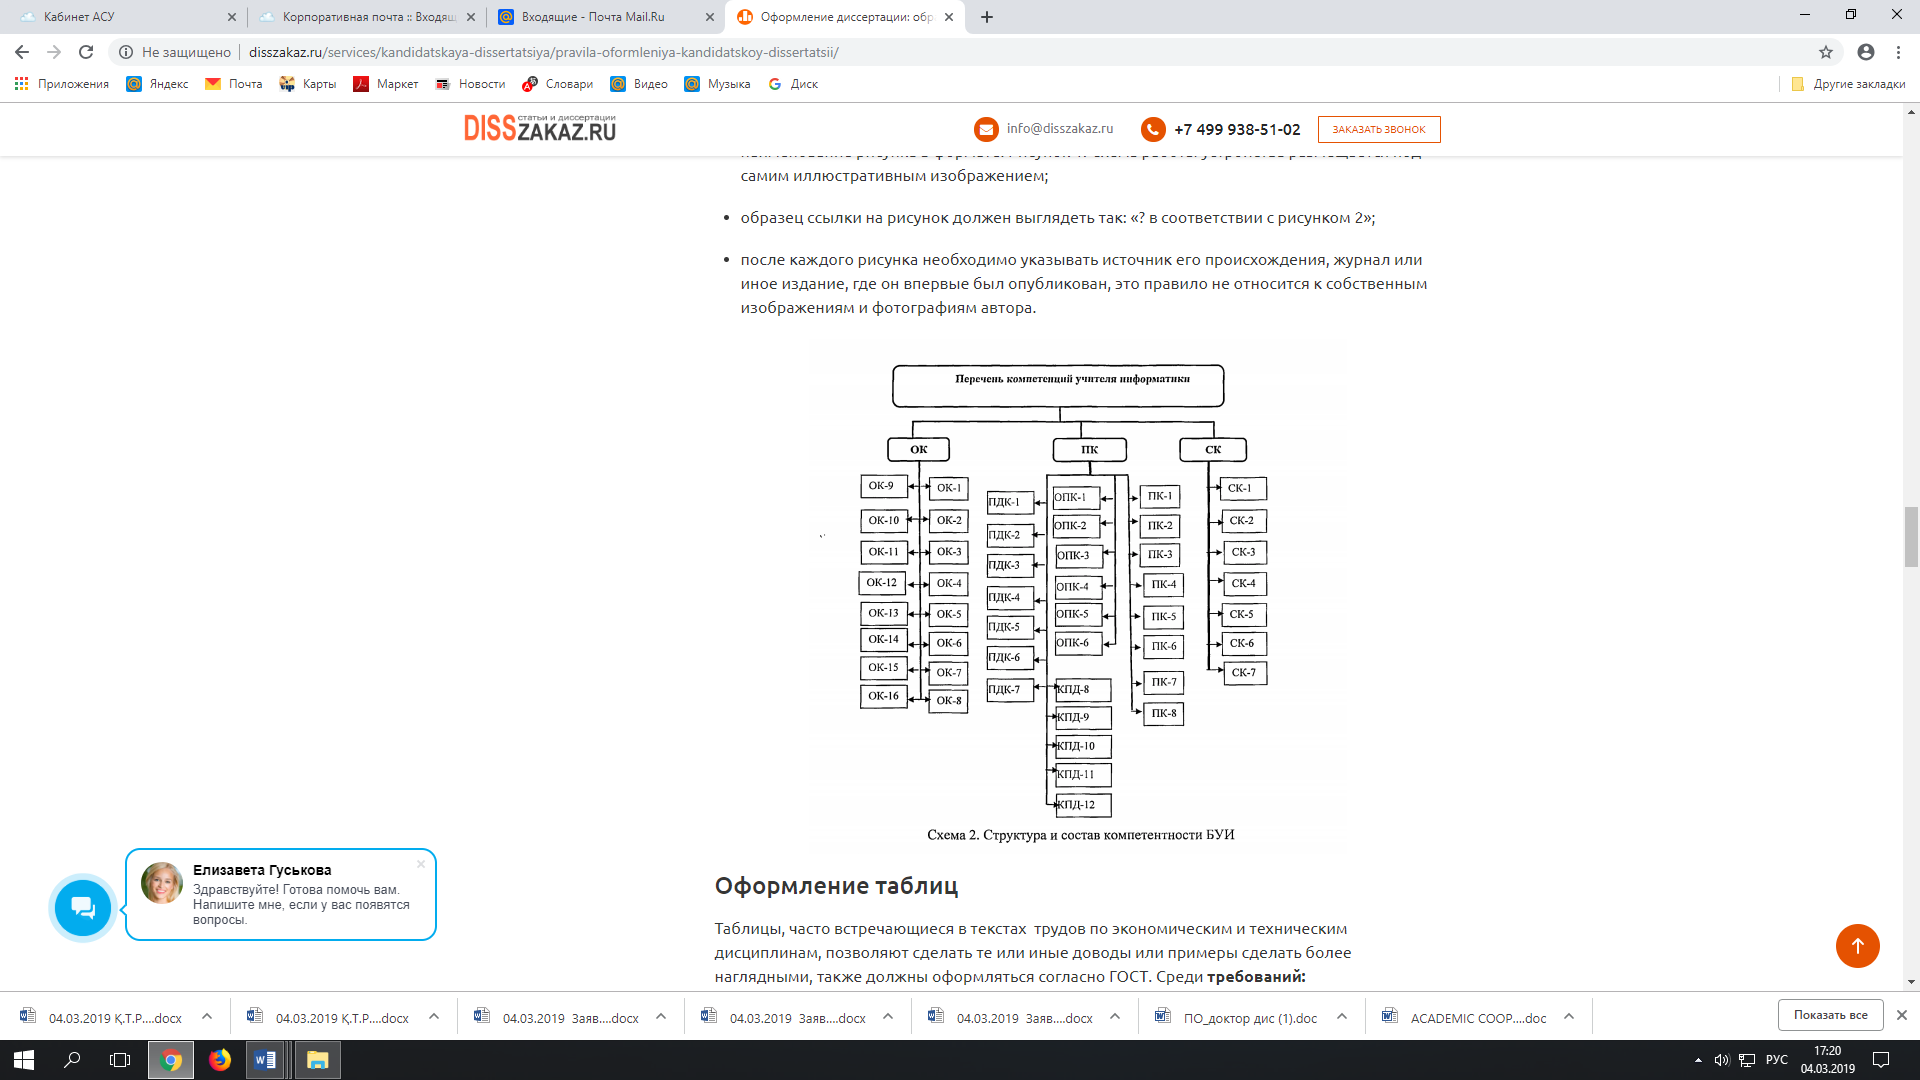 Кабинет АСУ
Корпоративная почта :: Входящ
Входящие - Почта Mail.Ru
Оформление диссертации: обр
Не защищено
disszakaz.ru/services/kandidatskaya-dissertatsiya/pravila-oformleniya-kandidatskoy-dissertatsii/
Приложения
Яндекс
Почта
Карты
Маркет
Новости
Словари
Видео
Музыка
Диск
Другие закладки
статьи и диссертации
DISSZAKAZ.RU
info@disszakaz.ru
+7 499 938-51-02
ЗАКАЗАТЬ ЗВОНОК
самим иллюстративным изображением;
• образец ссылки на рисунок должен выглядеть так: «? в соответствии с рисунком 2»;
• после каждого рисунка необходимо указывать источник его происхождения, журнал или
иное издание, где он впервые был опубликован, это правило не относится к собственным
изображениям и фотографиям автора.
Перечень компетенций учителя информатики
ОК
ПК
СК
ОК-9
ОК-10
ОК-11
ОК-12
ОК-13
ОК-14
ОК-15
ОК-16
ОК-1
ОК-2
ОК-3
ОК-4
ОК-5
ОК-6
ОК-7
ОК-8
ПДК-1
ПДК-2
ПДК-3
ПДК-4
ПДК-5
ПДК-6
ПДК-7
ОПК-1
ОПК-2
ОПК-3
ОПК-4
ОПК-5
ОПК-6
КПД-8
КПД-9
КПД-10
КПД-11
КПД-12
ПК-1
ПК-2
ПК-3
ПК-4
ПК-5
ПК-6
ПК-7
ПК-8
СК-1
СК-2
СК-3
СК-4
СК-5
СК-6
СК-7
Схема 2. Структура и состав компетентности БУИ
Оформление таблиц
Таблицы, часто встречающиеся в текстах трудов по экономическим и техническим
дисциплинам, позволяют сделать те или иные доводы или примеры сделать более
наглядными, также должны оформляться согласно ГОСТ. Среди требований:
Елизавета Гуськова
Здравствуйте! Готова помочь вам.
Напишите мне, если у вас появятся
вопросы.
04.03.2019 Қ.Т.Р....docx
04.03.2019 Қ.Т.Р....docx
04.03.2019 Заяв....docx
04.03.2019 Заяв....docx
04.03.2019 Заяв....docx
ПО_доктор дис (1).doc
ACADEMIC COOP....doc
Показать все
РУС
17:20
04.03.2019